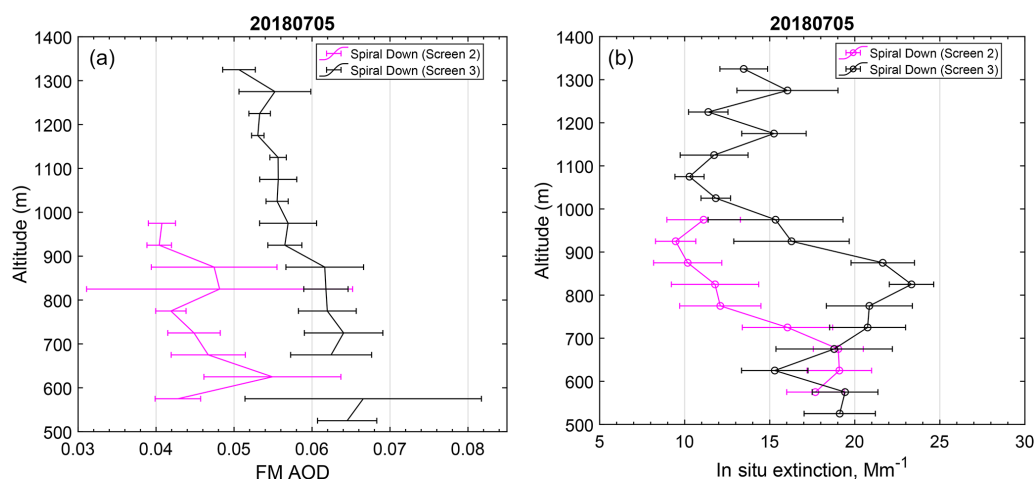 20180705
(a)
Spiral Down (Screen 2)
Spiral Down (Screen 3)
Altitude (m)
1400
1300
1200
1100
1000
900
800
700
600
500
0.03 0.04 0.05 0.06 0.07 0.08
FM AOD
20180705
(b)
Spiral Down (Screen 2)
Spiral Down (Screen 3)
Altitude (m)
1400
1300
1200
1100
1000
900
800
700
600
500
5 10 15 20 25 30
In situ extinction, Mm⁻¹